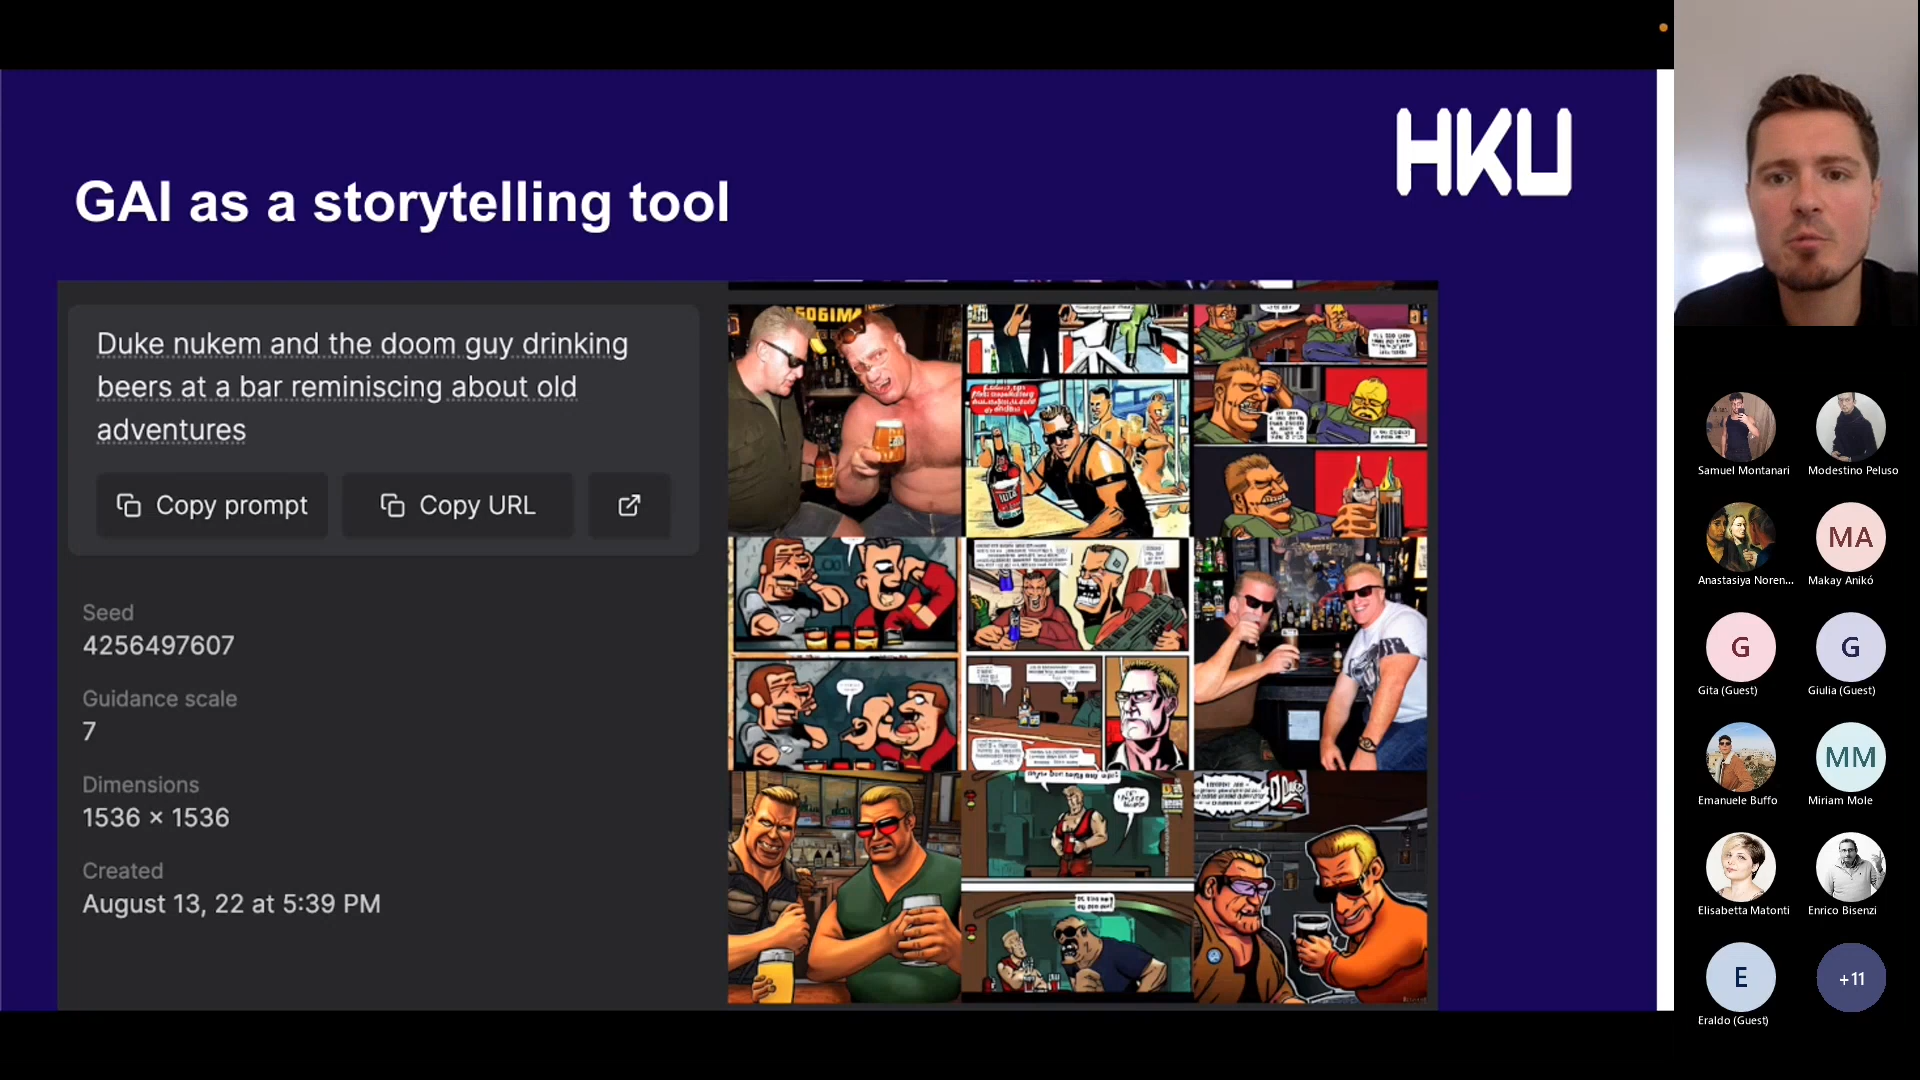 HKU
GAI as a storytelling tool
Duke nukem and the doom guy drinking
beers at a bar reminiscing about old
adventures
Copy prompt
Copy URL
Seed
4256497607
Guidance scale
7
Dimensions
1536 × 1536
Created
August 13, 22 at 5:39 PM
Samuel Montanari
Modestino Peluso
Anastasiya Noren...
MA
Makay Anikó
G
Gita (Guest)
G
Giulia (Guest)
Emanuele Buffo
MM
Miriam Mole
Elisabetta Matonti
Enrico Bisenzi
E
Eraldo (Guest)
+11